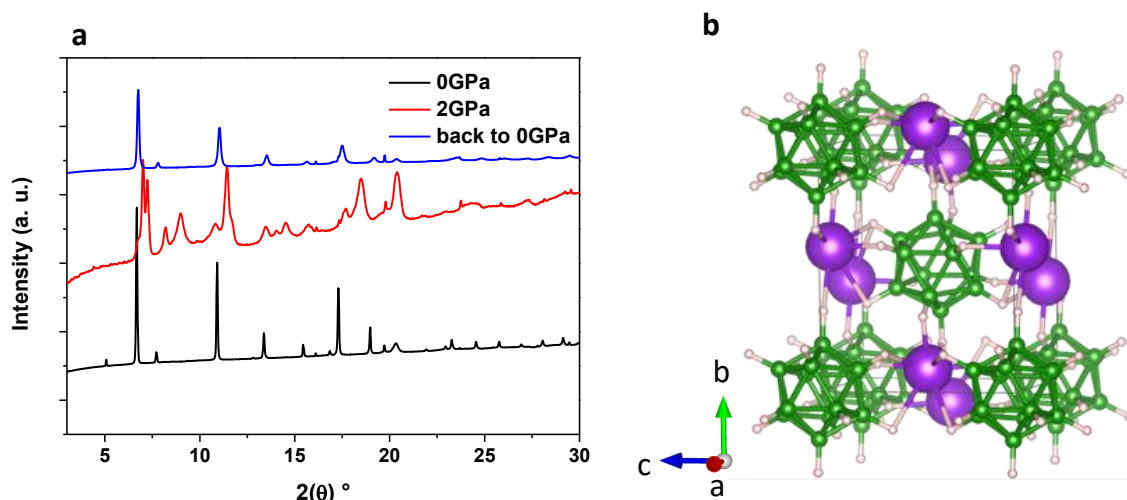 a
b
0GPa
2GPa
back to 0GPa
Intensity (a. u.)
5 10 15 20 25 30
2(θ) °
b
c
a